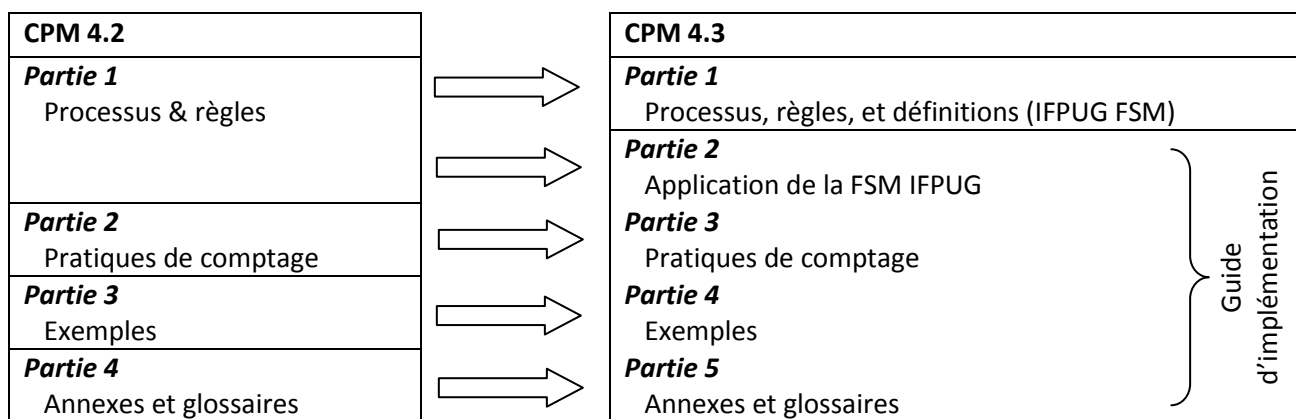 CPM 4.2
Partie 1
Processus & règles
Partie 2
Pratiques de comptage
Partie 3
Exemples
Partie 4
Annexes et glossaires
CPM 4.3
Partie 1
Processus, règles, et définitions (IFPUG FSM)
Partie 2
Application de la FSM IFPUG
Partie 3
Pratiques de comptage
Partie 4
Exemples
Partie 5
Annexes et glossaires
Guide
d’implémentation